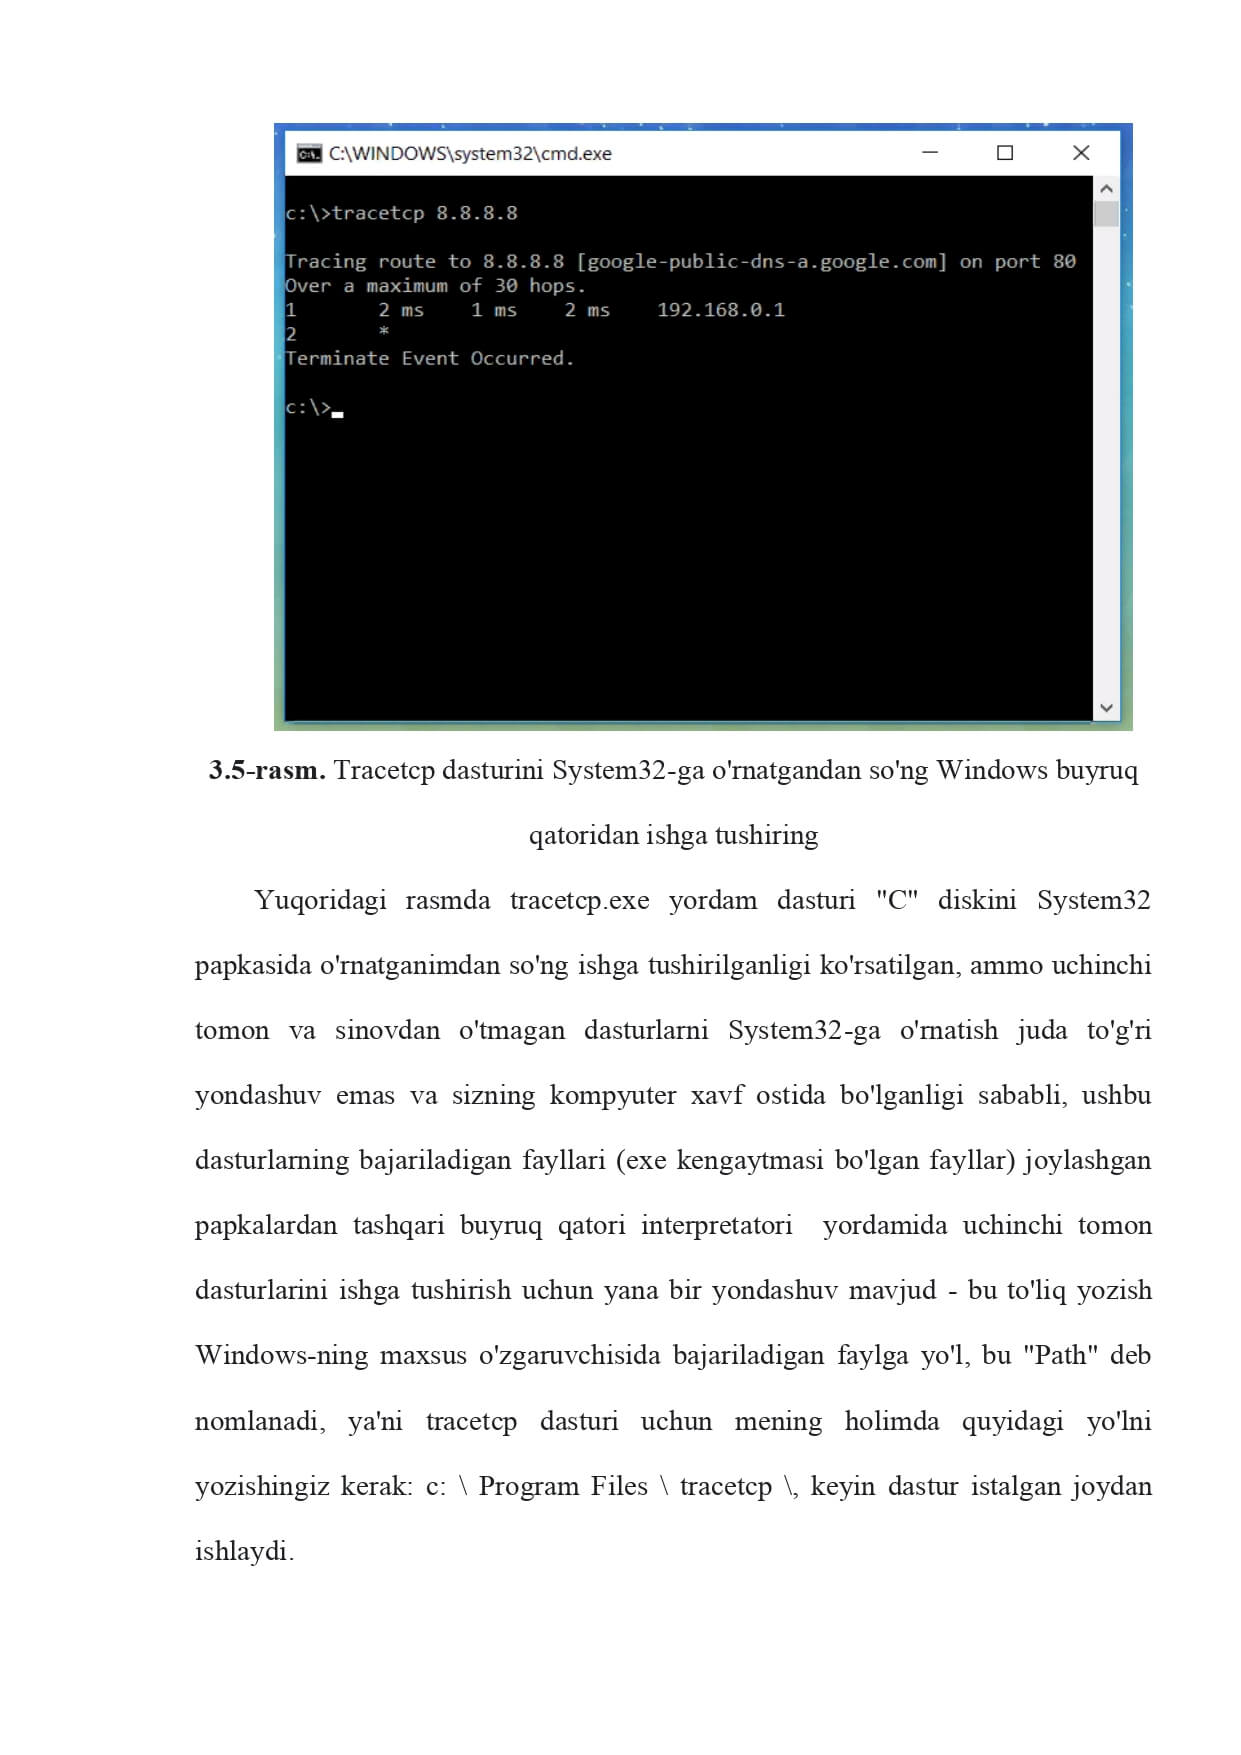 C:\WINDOWS\system32\cmd.exe
c:\>tracetcp 8.8.8.8
Tracing route to 8.8.8.8 [google-public-dns-a.google.com] on port 80
Over a maximum of 30 hops.
1 2 ms 1 ms 2 ms 192.168.0.1
2 *
Terminate Event Occurred.
c:\>
3.5-rasm. Tracetcp dasturini System32-ga o'rnatgandan so'ng Windows buyruq
qatoridan ishga tushiring
Yuqoridagi rasmda tracetcp.exe yordam dasturi "C" diskini System32
papkasida o'rnatganimdan so'ng ishga tushirilganligi ko'rsatilgan, ammo uchinchi
tomon va sinovdan o'tmagan dasturlarni System32-ga o'rnatish juda to'g'ri
yondashuv emas va sizning kompyuter xavf ostida bo'lganligi sababli, ushbu
dasturlarning bajariladigan fayllari (exe kengaytmasi bo'lgan fayllar) joylashgan
papkalardan tashqari buyruq qatori interpretatori yordamida uchinchi tomon
dasturlarini ishga tushirish uchun yana bir yondashuv mavjud - bu to'liq yozish
Windows-ning maxsus o'zgaruvchisida bajariladigan faylga yo'l, bu "Path" deb
nomlanadi, ya'ni tracetcp dasturi uchun mening holimda quyidagi yo'lni
yozishingiz kerak: c: \ Program Files \ tracetcp \, keyin dastur istalgan joydan
ishlaydi.